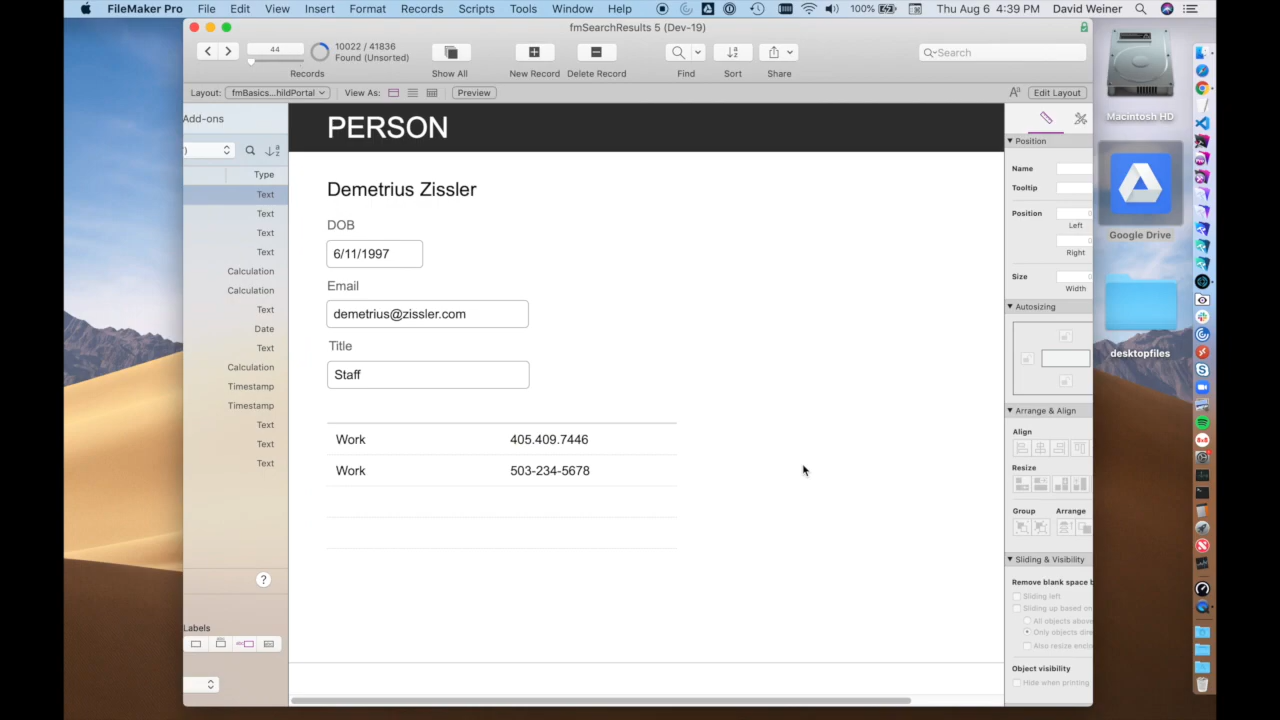 FileMaker Pro File Edit View Insert Format Records Scripts Tools Window Help 100% Thu Aug 6 4:39 PM David Weiner
fmSearchResults 5 (Dev-19)
44
10022 / 41836
Found (Unsorted)
Search
Records Show All New Record Delete Record Find Sort Share
Layout: fmBasics...hildPortal View As: Preview Edit Layout
Macintosh HD
Add-ons
PERSON
Type
Text
Text
Text
Text
Calculation
Calculation
Text
Date
Text
Calculation
Timestamp
Timestamp
Text
Text
Text
?
Labels
Demetrius Zissler
DOB
6/11/1997
Email
demetrius@zissler.com
Title
Staff
Work 405.409.7446
Work 503-234-5678
Position
Name
Tooltip
Position
Left
Right
Size
Width
Autosizing
Arrange & Align
Align
Resize
Group Arrange
Sliding & Visibility
Remove blank space b
Sliding left
Sliding up based on
All objects above
Only objects dire
Also resize enclo
Object visibility
Hide when printing
Google Drive
desktopfiles